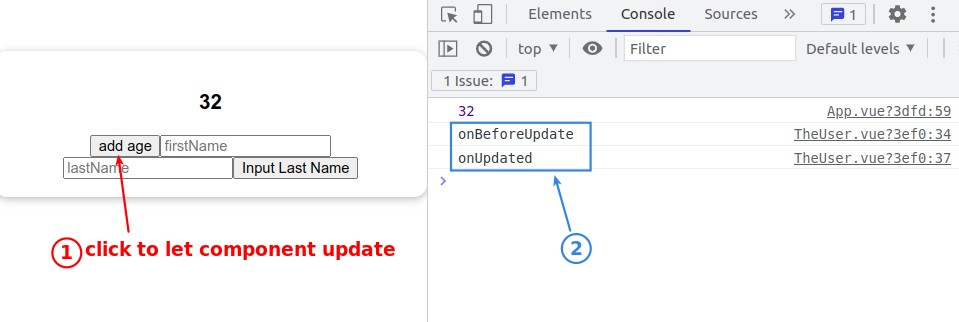 Elements Console Sources » 1
top ▼ Filter Default levels ▼
1 Issue: 1
32 App.vue?3dfd:59
onBeforeUpdate TheUser.vue?3ef0:34
onUpdated TheUser.vue?3ef0:37
32
add age firstName
lastName Input Last Name
1 click to let component update
2